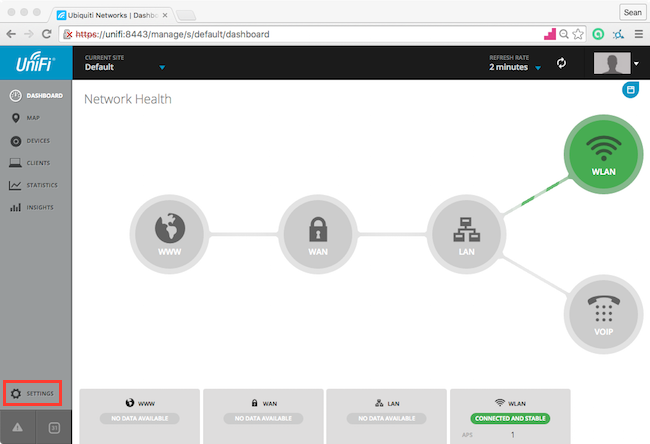 Ubiquiti Networks | Dashbo
Sean
https://unifi:8443/manage/s/default/dashboard
UniFi
CURRENT SITE
Default
REFRESH RATE
2 minutes
DASHBOARD
MAP
DEVICES
CLIENTS
STATISTICS
INSIGHTS
SETTINGS
Network Health
WLAN
WWW
WAN
LAN
VOIP
WWW
NO DATA AVAILABLE
WAN
NO DATA AVAILABLE
LAN
NO DATA AVAILABLE
WLAN
CONNECTED AND STABLE
APS 1